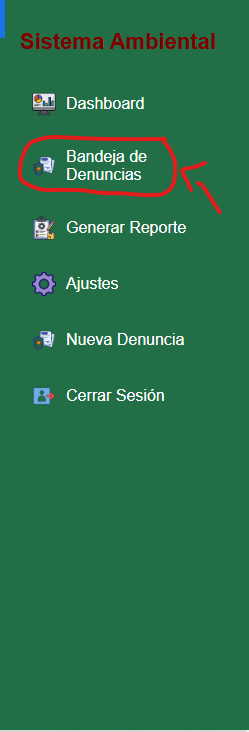 Sistema Ambiental
Dashboard
Bandeja de
Denuncias
Generar Reporte
Ajustes
Nueva Denuncia
Cerrar Sesión